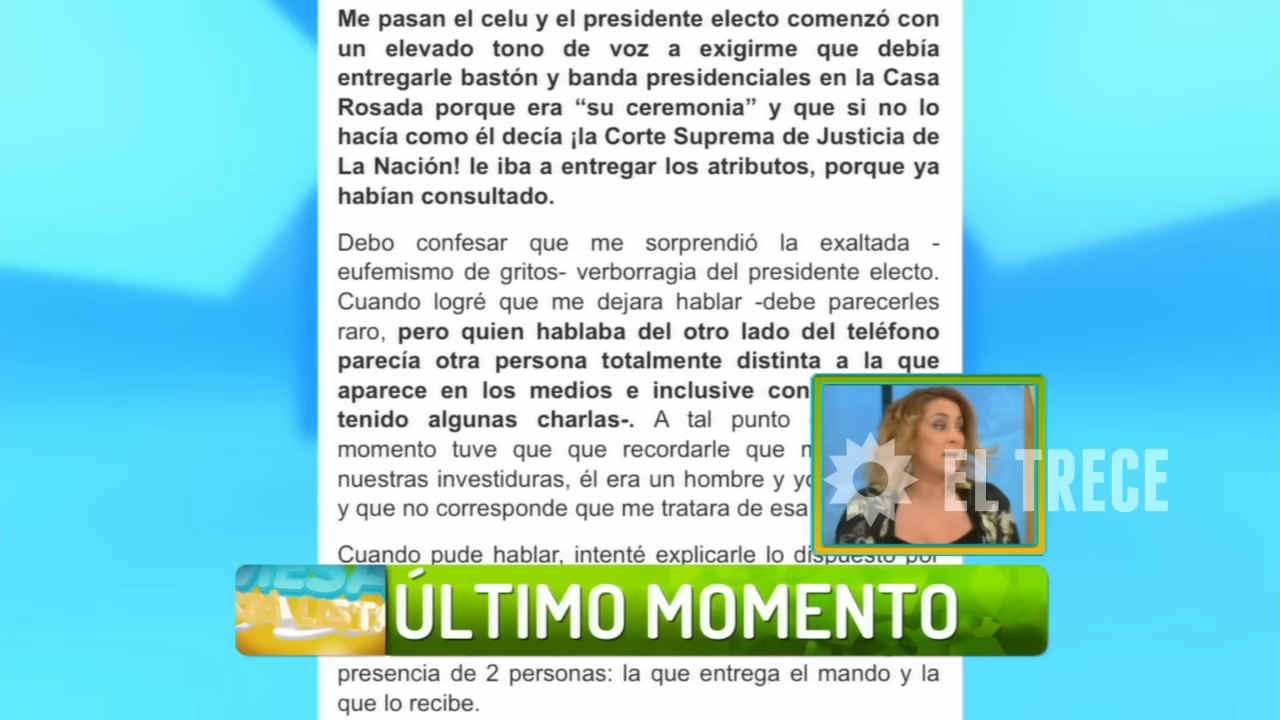 Me pasan el celu y el presidente electo comenzó con
un elevado tono de voz a exigirme que debía
entregarle bastón y banda presidenciales en la Casa
Rosada porque era “su ceremonia” y que si no lo
hacía como él decía ¡la Corte Suprema de Justicia de
La Nación! le iba a entregar los atributos, porque ya
habían consultado.
Debo confesar que me sorprendió la exaltada -
eufemismo de gritos- verborragia del presidente electo.
Cuando logré que me dejara hablar -debe parecerles
raro, pero quien hablaba del otro lado del teléfono
parecía otra persona totalmente distinta a la que
aparece en los medios e inclusive con
tenido algunas charlas-. A tal punto
momento tuve que que recordarle que
nuestras investiduras, él era un hombre y
y que no corresponde que me tratara de esa
EL TRECE
Cuando pude hablar, intenté explicarle lo dispuesto por
MESA
ÚLTIMO MOMENTO
presencia de 2 personas: la que entrega el mando y la
que lo recibe.